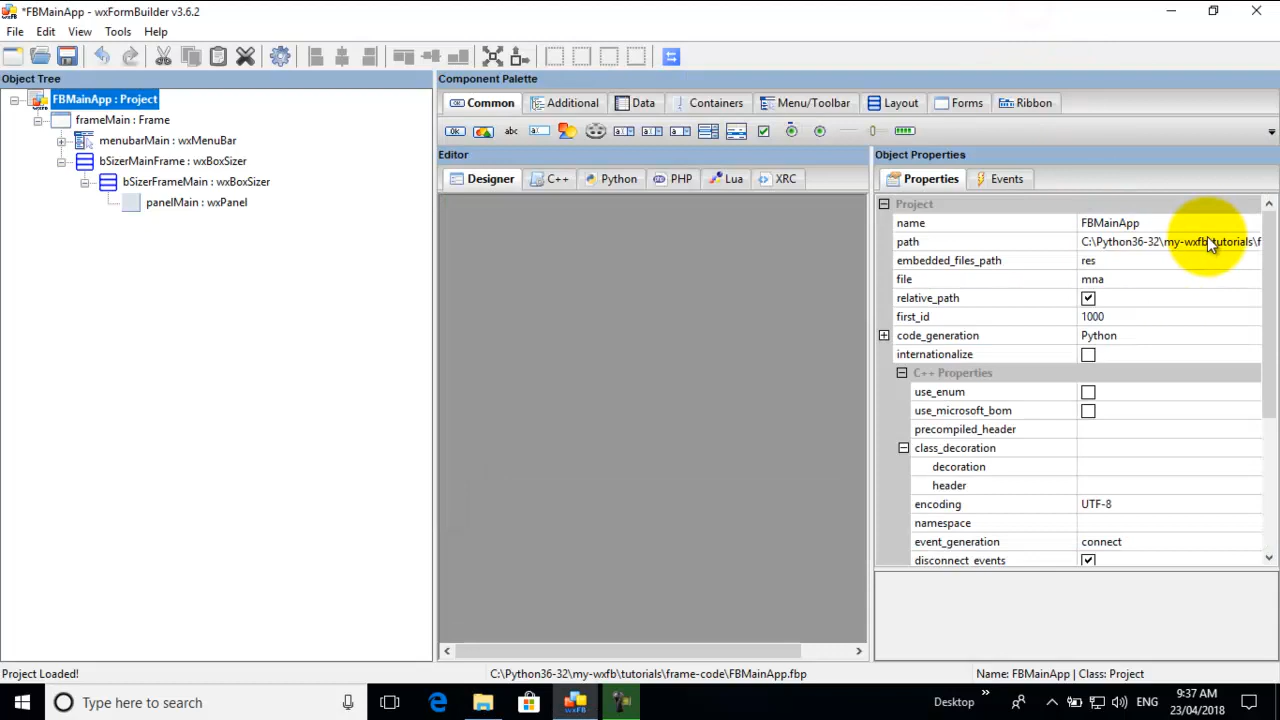 *FBMainApp - wxFormBuilder v3.6.2
File Edit View Tools Help
Object Tree
FBMainApp : Project
frameMain : Frame
menubarMain : wxMenuBar
bSizerMainFrame : wxBoxSizer
bSizerFrameMain : wxBoxSizer
panelMain : wxPanel
Component Palette
Common Additional Data Containers Menu/Toolbar Layout Forms Ribbon
Editor
Designer C++ Python PHP Lua XRC
Object Properties
Properties Events
Project
name FBMainApp
path C:\Python36-32\my-wxfb\tutorials\f
embedded_files_path res
file mna
relative_path
first_id 1000
code_generation Python
internationalize
C++ Properties
use_enum
use_microsoft_bom
precompiled_header
class_decoration
decoration
header
encoding UTF-8
namespace
event_generation connect
disconnect_events
Project Loaded! C:\Python36-32\my-wxfb\tutorials\frame-code\FBMainApp.fbp Name: FBMainApp | Class: Project
Type here to search
wxFB
Desktop
ENG
9:37 AM
23/04/2018